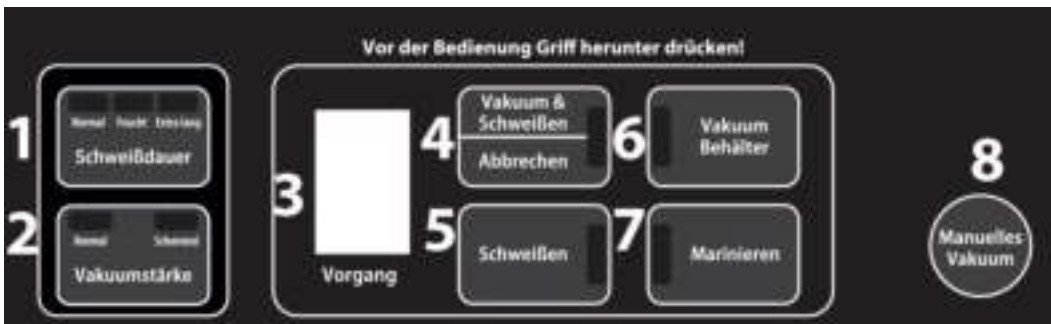 Vor der Bedienung Griff herunter drücken!
1
Normal Feucht Extra lang
Schweißdauer
2
Normal Schonend
Vakuumstärke
3
Vorgang
4
Vakuum &
Schweißen
Abbrechen
5
Schweißen
6
Vakuum
Behälter
7
Marinieren
8
Manuelles
Vakuum